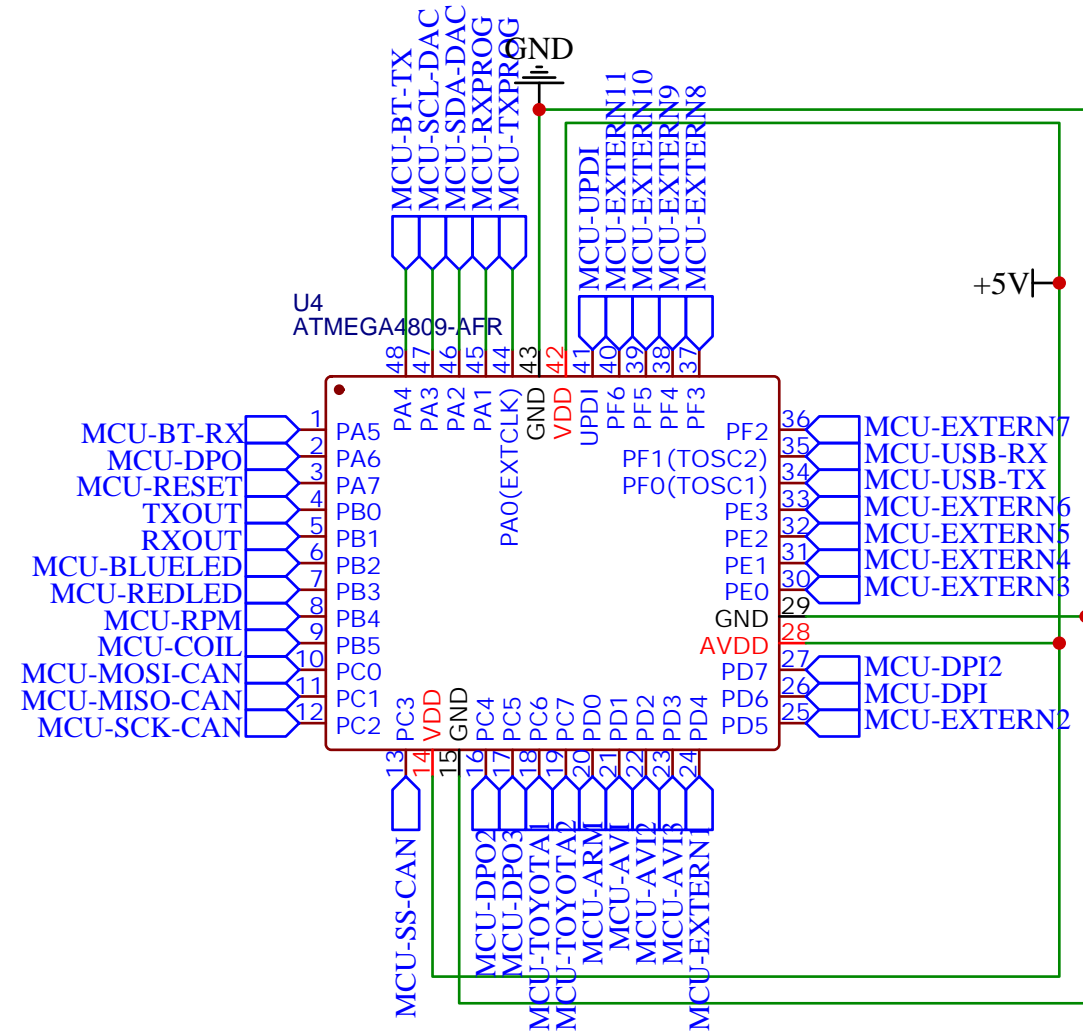 MCU-BT-TX
MCU-SCL-DAC
MCU-SDA-DAC
MCU-RXPROG
MCU-TXPROG
GND
MCU-UPDI
MCU-EXTERN11
MCU-EXTERN10
MCU-EXTERN9
MCU-EXTERN8
+5V
U4
ATMEGA4809-AFR
48 PA4
47 PA3
46 PA2
45 PA1
44 PA0(EXTCLK)
43 GND
42 VDD
41 UPDI
40 PF6
39 PF5
38 PF4
37 PF3
MCU-BT-RX 1 PA5
MCU-DPO 2 PA6
MCU-RESET 3 PA7
TXOUT 4 PB0
RXOUT 5 PB1
MCU-BLUELED 6 PB2
MCU-REDLED 7 PB3
MCU-RPM 8 PB4
MCU-COIL 9 PB5
MCU-MOSI-CAN 10 PC0
MCU-MISO-CAN 11 PC1
MCU-SCK-CAN 12 PC2
PF2 36 MCU-EXTERN7
PF1(TOSC2) 35 MCU-USB-RX
PF0(TOSC1) 34 MCU-USB-TX
PE3 33 MCU-EXTERN6
PE2 32 MCU-EXTERN5
PE1 31 MCU-EXTERN4
PE0 30 MCU-EXTERN3
GND 29
AVDD 28
PD7 27 MCU-DPI2
PD6 26 MCU-DPI
PD5 25 MCU-EXTERN2
13 PC3
14 VDD
15 GND
16 PC4
17 PC5
18 PC6
19 PC7
20 PD0
21 PD1
22 PD2
23 PD3
24 PD4
MCU-SS-CAN
MCU-DPO2
MCU-DPO3
MCU-TOYOTA1
MCU-TOYOTA2
MCU-ARM
MCU-AVI
MCU-AVI2
MCU-AVI3
MCU-EXTERN1